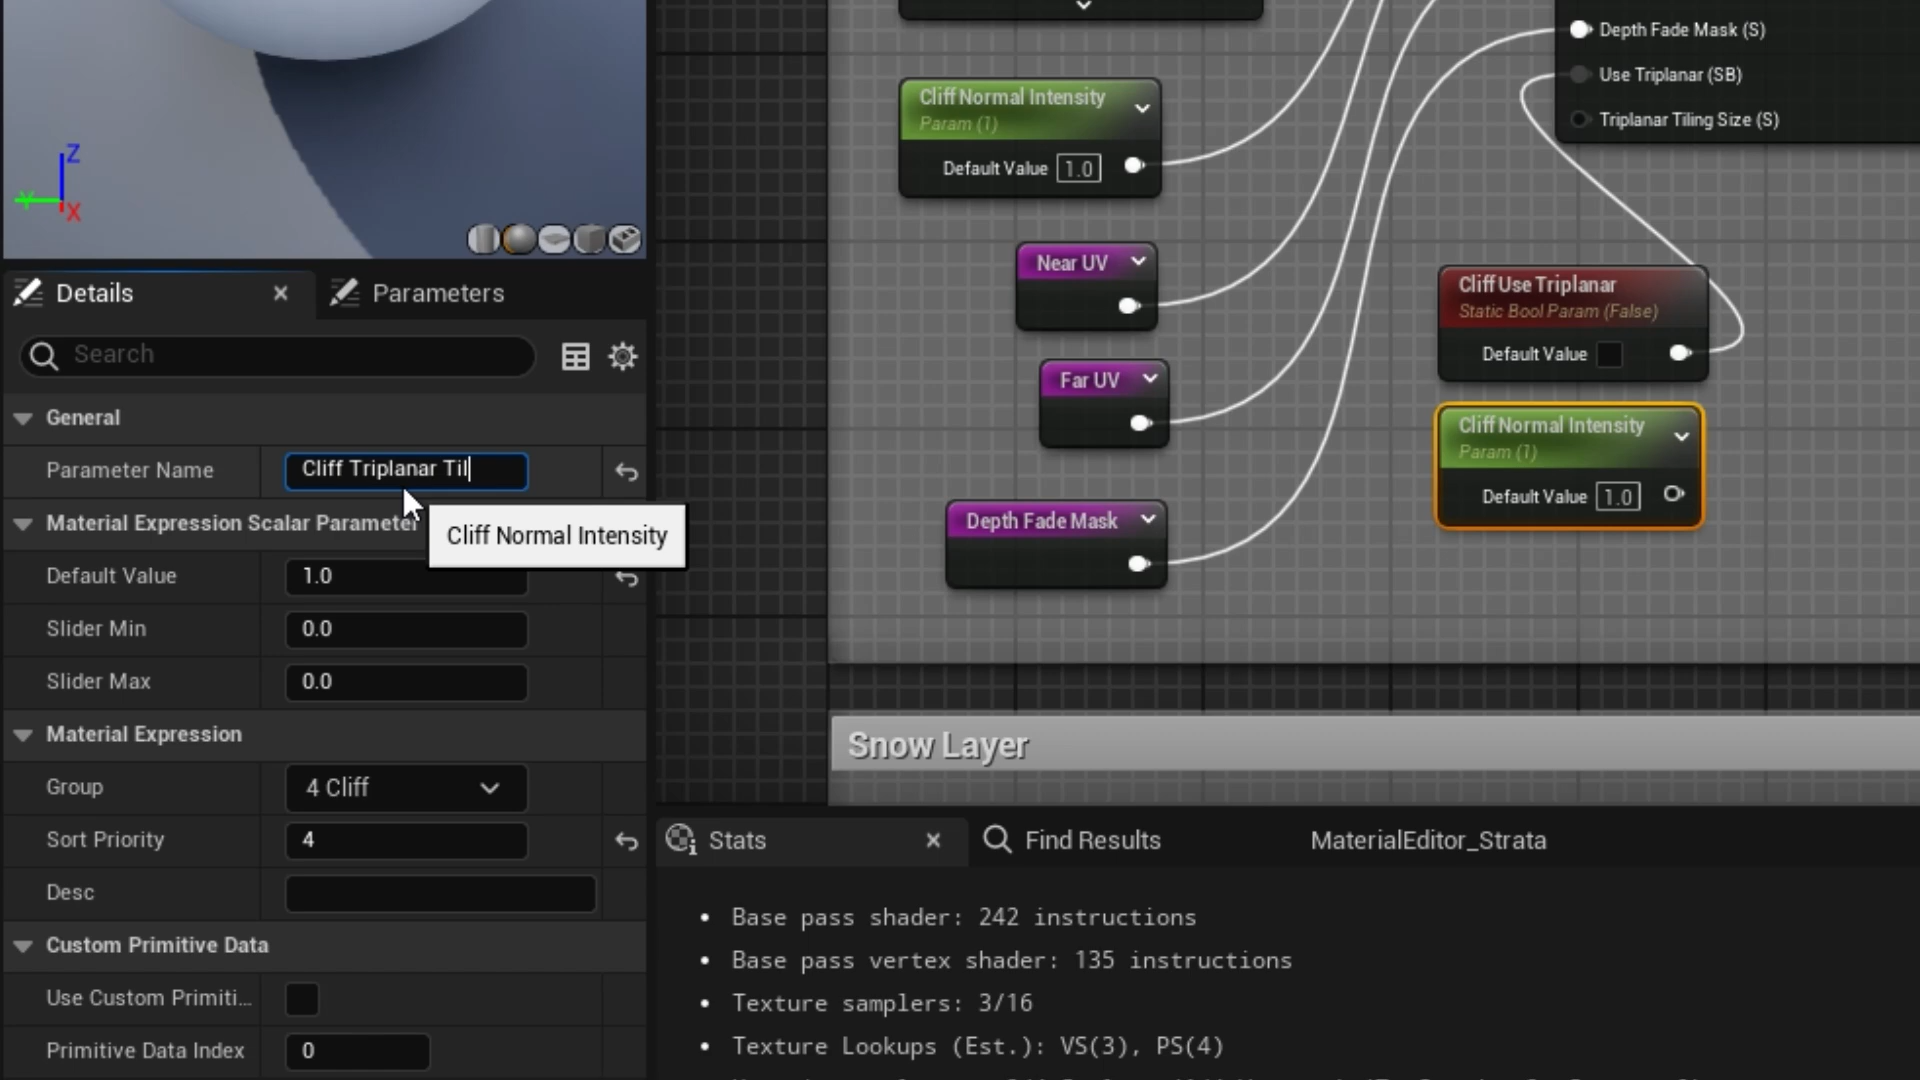 Depth Fade Mask (S)
Use Triplanar (SB)
Triplanar Tiling Size (S)
Cliff Normal Intensity
Param (1)
Default Value 1.0
Near UV
Far UV
Depth Fade Mask
Cliff Use Triplanar
Static Bool Param (False)
Default Value
Cliff Normal Intensity
Param (1)
Default Value 1.0
Snow Layer
Z
Y
X
Details
Parameters
Search
General
Parameter Name Cliff Triplanar Til
Material Expression Scalar Parameter
Cliff Normal Intensity
Default Value 1.0
Slider Min 0.0
Slider Max 0.0
Material Expression
Group 4 Cliff
Sort Priority 4
Desc
Custom Primitive Data
Use Custom Primiti...
Primitive Data Index 0
Stats
Find Results
MaterialEditor_Strata
• Base pass shader: 242 instructions
• Base pass vertex shader: 135 instructions
• Texture samplers: 3/16
• Texture Lookups (Est.): VS(3), PS(4)